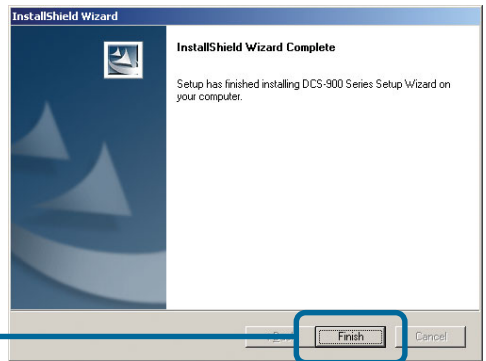 InstallShield Wizard
InstallShield Wizard Complete
Setup has finished installing DCS-900 Series Setup Wizard on
your computer.
Finish
Cancel